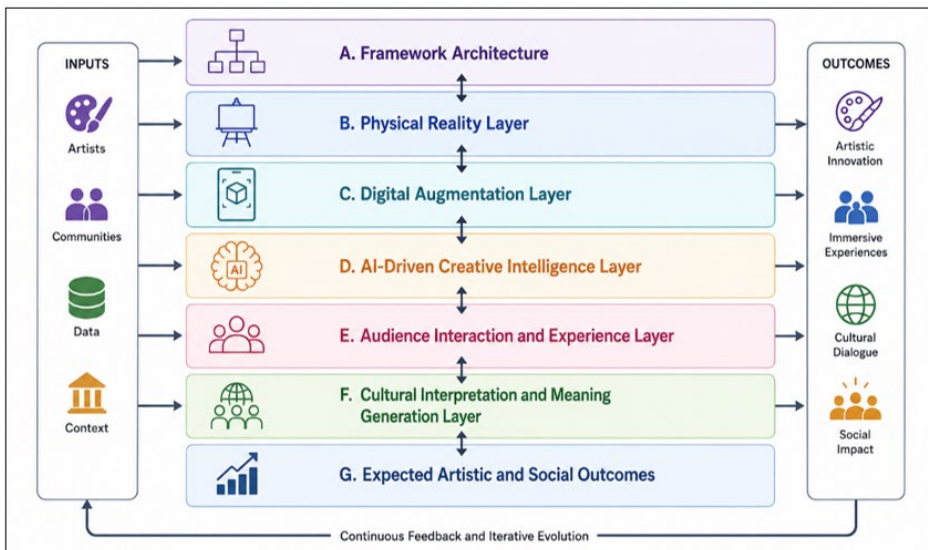 INPUTS
Artists
Communities
Data
Context
A. Framework Architecture
B. Physical Reality Layer
C. Digital Augmentation Layer
AI
D. AI-Driven Creative Intelligence Layer
E. Audience Interaction and Experience Layer
F. Cultural Interpretation and Meaning
Generation Layer
G. Expected Artistic and Social Outcomes
OUTCOMES
Artistic
Innovation
Immersive
Experiences
Cultural
Dialogue
Social
Impact
Continuous Feedback and Iterative Evolution